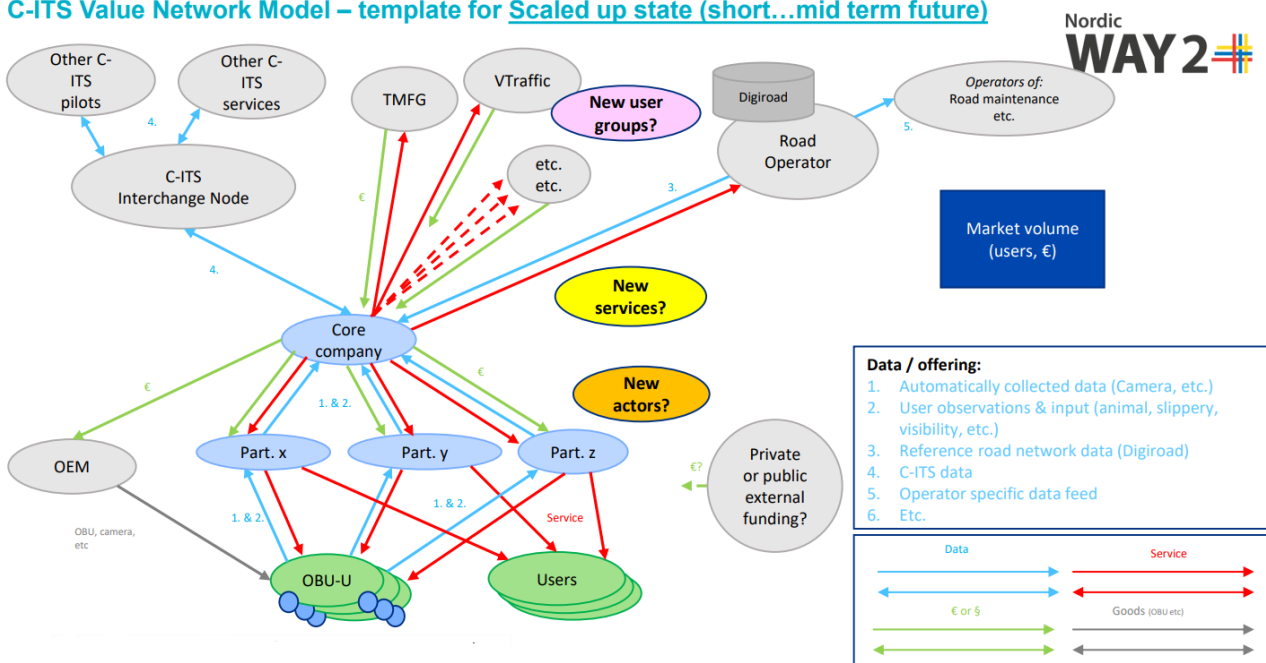 C-ITS Value Network Model – template for Scaled up state (short…mid term future)
Nordic
WAY 2
Other C-
ITS
pilots
Other C-
ITS
services
TMFG
VTraffic
New user
groups?
Digiroad
Road
Operator
Operators of:
Road maintenance
etc.
4.
5.
C-ITS
Interchange Node
etc.
etc.
€
3.
Market volume
(users, €)
4.
New
services?
Core
company
€
€
1. & 2.
New
actors?
Data / offering:
1. Automatically collected data (Camera, etc.)
2. User observations & input (animal, slippery,
visibility, etc.)
3. Reference road network data (Digiroad)
4. C-ITS data
5. Operator specific data feed
6. Etc.
OEM
Part. x
Part. y
Part. z
€?
Private
or public
external
funding?
OBU, camera,
etc
1. & 2.
1. & 2.
Service
OBU-U
Users
Data
Service
€ or §
Goods (OBU etc)